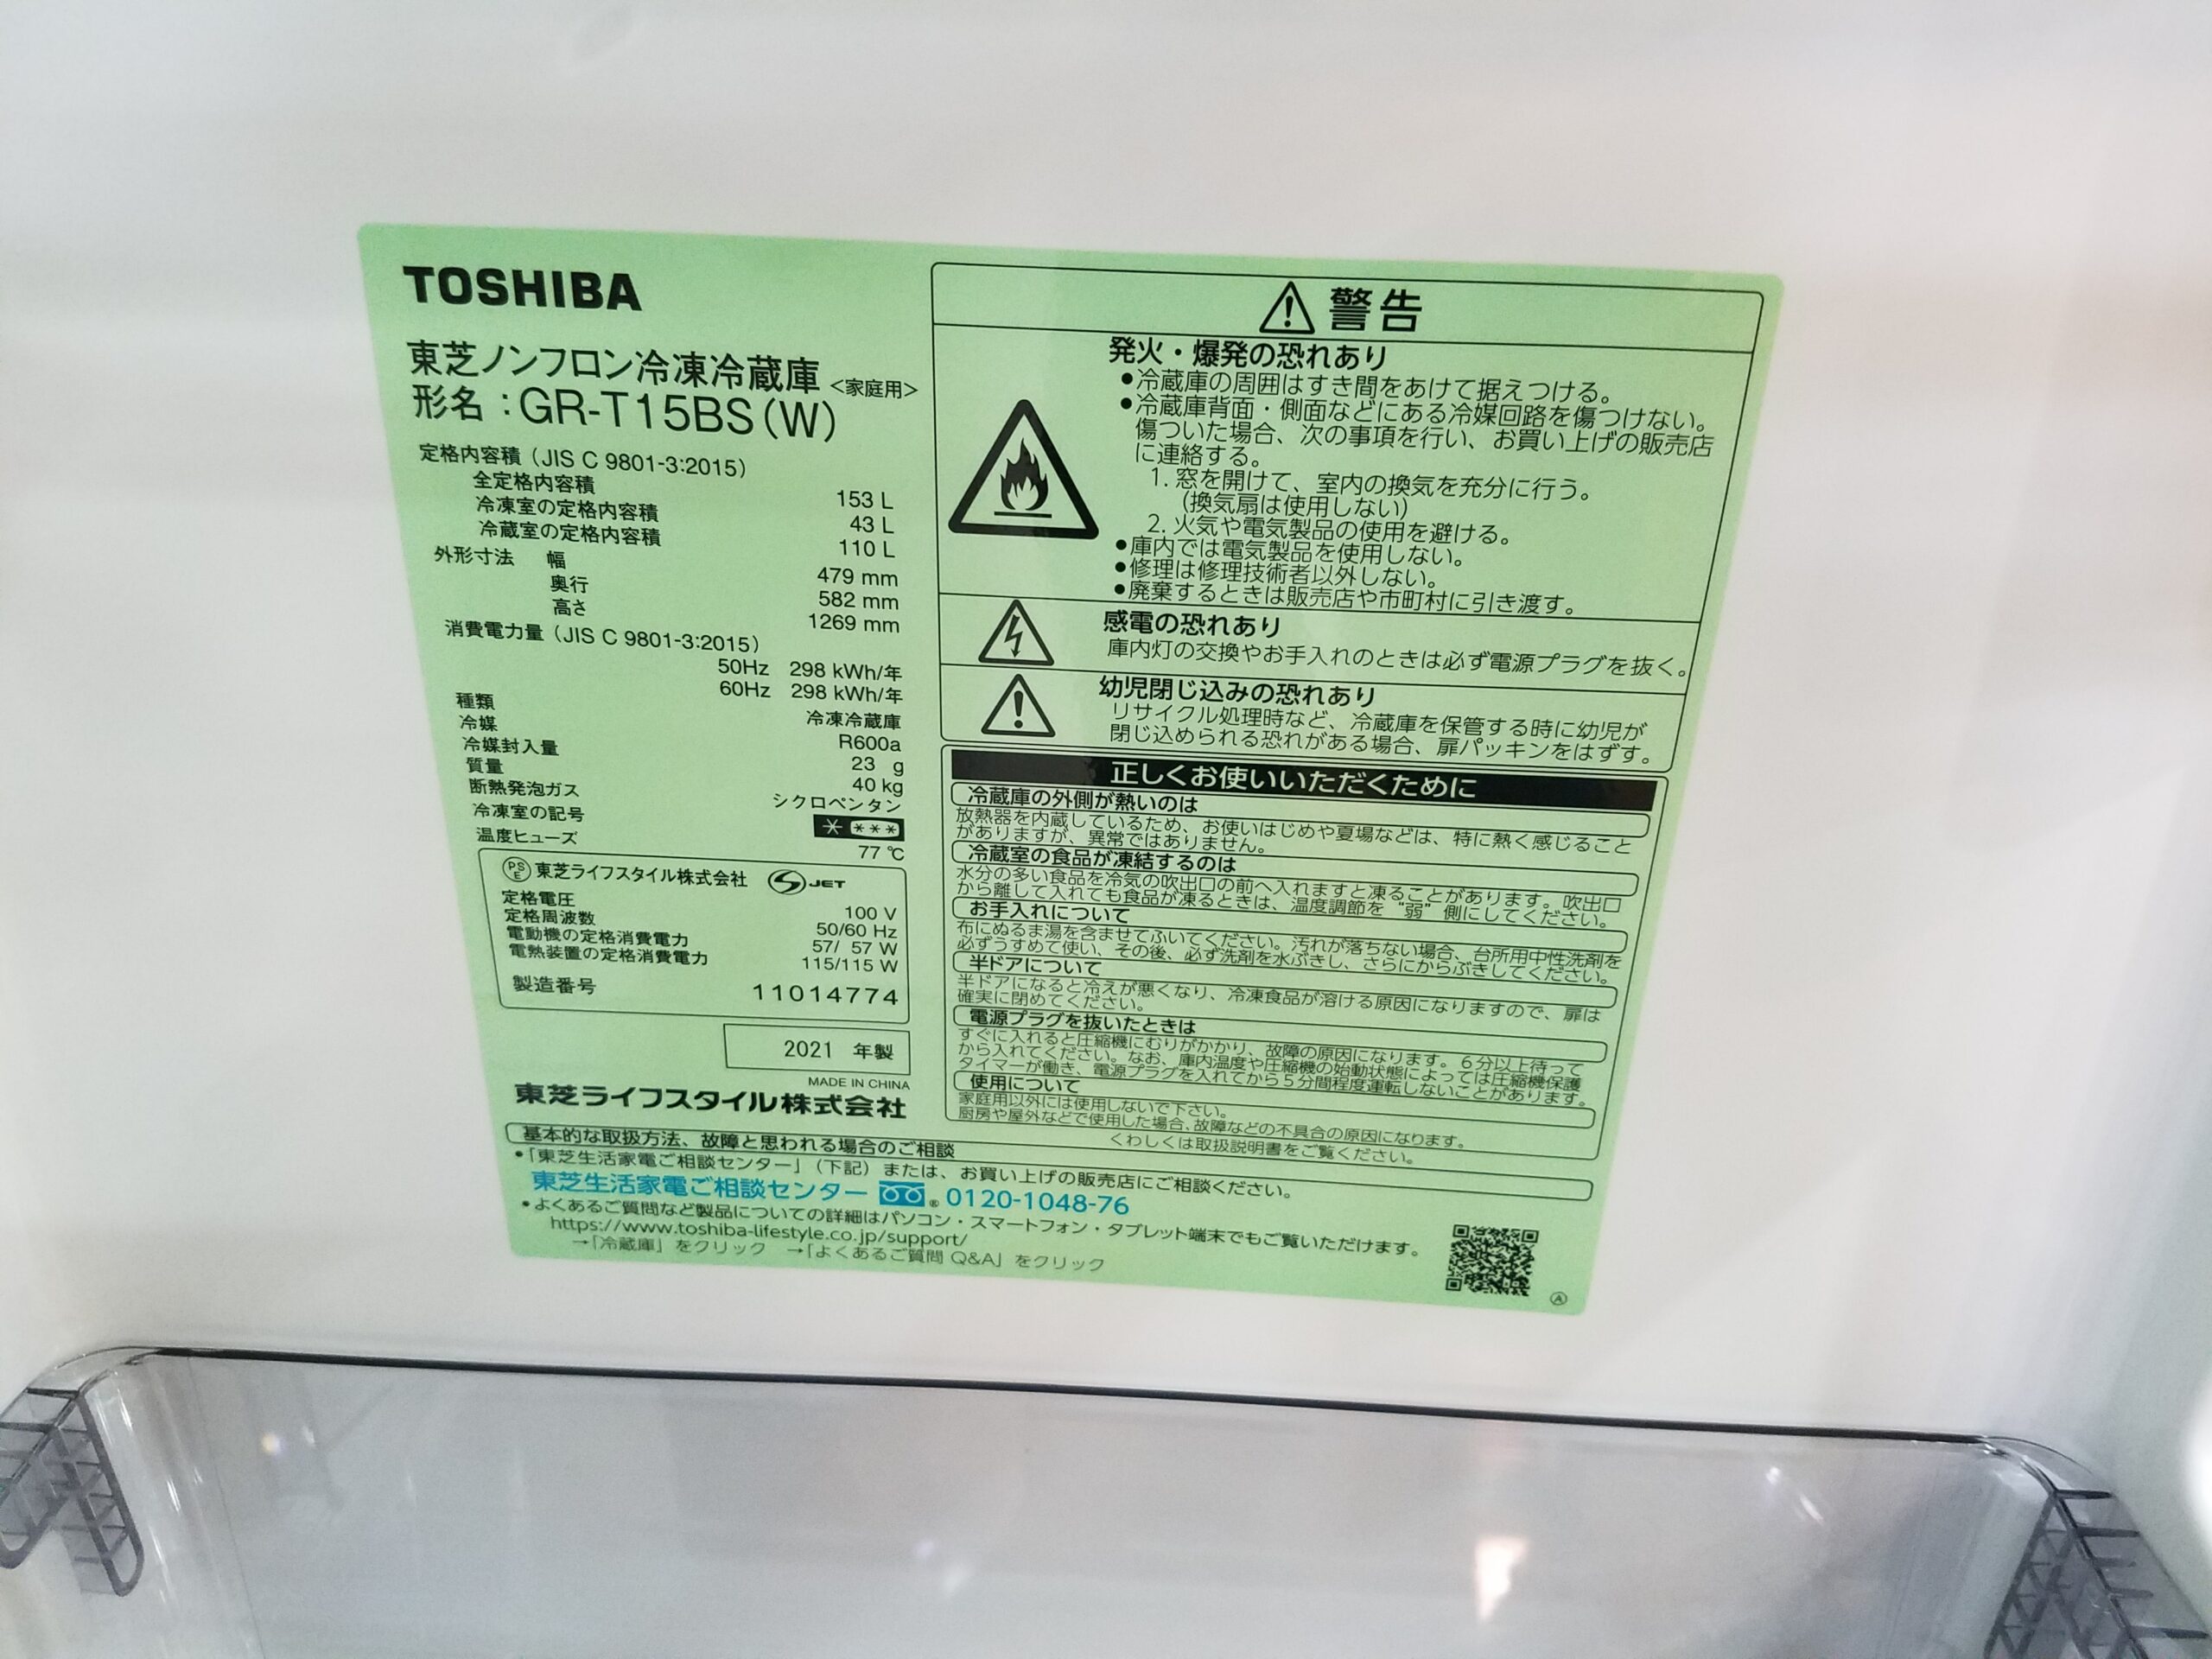 TOSHIBA
東芝ノンフロン冷凍冷蔵庫 <家庭用>
形名：GR-T15BS(W)
定格内容積（JIS C 9801-3:2015）
全定格内容積 153 L
冷凍室の定格内容積 43 L
冷蔵室の定格内容積 110 L
外形寸法 幅 479 mm
奥行 582 mm
高さ 1269 mm
消費電力量（JIS C 9801-3:2015）
50Hz 298 kWh/年
60Hz 298 kWh/年
種類 冷凍冷蔵庫
冷媒 R600a
冷媒封入量 23 g
質量 40 kg
断熱発泡ガス シクロペンタン
冷凍室の記号 * ***
温度ヒューズ 77 ℃
PSE 東芝ライフスタイル株式会社 JET
定格電圧 100 V
定格周波数 50/60 Hz
電動機の定格消費電力 57/ 57 W
電熱装置の定格消費電力 115/115 W
製造番号 11014774
2021 年製
MADE IN CHINA
東芝ライフスタイル株式会社
警告
発火・爆発の恐れあり
●冷蔵庫の周囲はすき間をあけて据えつける。
●冷蔵庫背面・側面などにある冷媒回路を傷つけない。
傷ついた場合、次の事項を行い、お買い上げの販売店
に連絡する。
1. 窓を開けて、室内の換気を充分に行う。
（換気扇は使用しない）
2. 火気や電気製品の使用を避ける。
●庫内では電気製品を使用しない。
●修理は修理技術者以外しない。
●廃棄するときは販売店や市町村に引き渡す。
感電の恐れあり
庫内灯の交換やお手入れのときは必ず電源プラグを抜く。
幼児閉じ込みの恐れあり
リサイクル処理時など、冷蔵庫を保管する時に幼児が
閉じ込められる恐れがある場合、扉パッキンをはずす。
正しくお使いいただくために
冷蔵庫の外側が熱いのは
放熱器を内蔵しているため、お使いはじめや夏場などは、特に熱く感じること
がありますが、異常ではありません。
冷蔵室の食品が凍結するのは
水分の多い食品を冷気の吹出口の前へ入れますと凍ることがあります。吹出口
から離して入れても食品が凍るときは、温度調節を“弱”側にしてください。
お手入れについて
布にぬるま湯を含ませてふいてください。汚れが落ちない場合、台所用中性洗剤を
必ずうすめて使い、その後、必ず洗剤を水ぶきし、さらにからぶきしてください。
半ドアについて
半ドアになると冷えが悪くなり、冷凍食品が溶ける原因になりますので、扉は
確実に閉めてください。
電源プラグを抜いたときは
すぐに入れると圧縮機にむりがかかり、故障の原因になります。6分以上待って
から入れてください。なお、庫内温度や圧縮機の始動状態によっては圧縮機保護
タイマーが働き、電源プラグを入れてから5分間程度運転しないことがあります。
使用について
家庭用以外には使用しないで下さい。
厨房や屋外などで使用した場合、故障などの不具合の原因になります。
くわしくは取扱説明書をご覧ください。
基本的な取扱方法、故障と思われる場合のご相談
●「東芝生活家電ご相談センター」（下記）または、お買い上げの販売店にご相談ください。
東芝生活家電ご相談センター ® 0120-1048-76
●よくあるご質問など製品についての詳細はパソコン・スマートフォン・タブレット端末でもご覧いただけます。
https://www.toshiba-lifestyle.co.jp/support/
→「冷蔵庫」をクリック →「よくあるご質問 Q&A」をクリック
Ⓐ